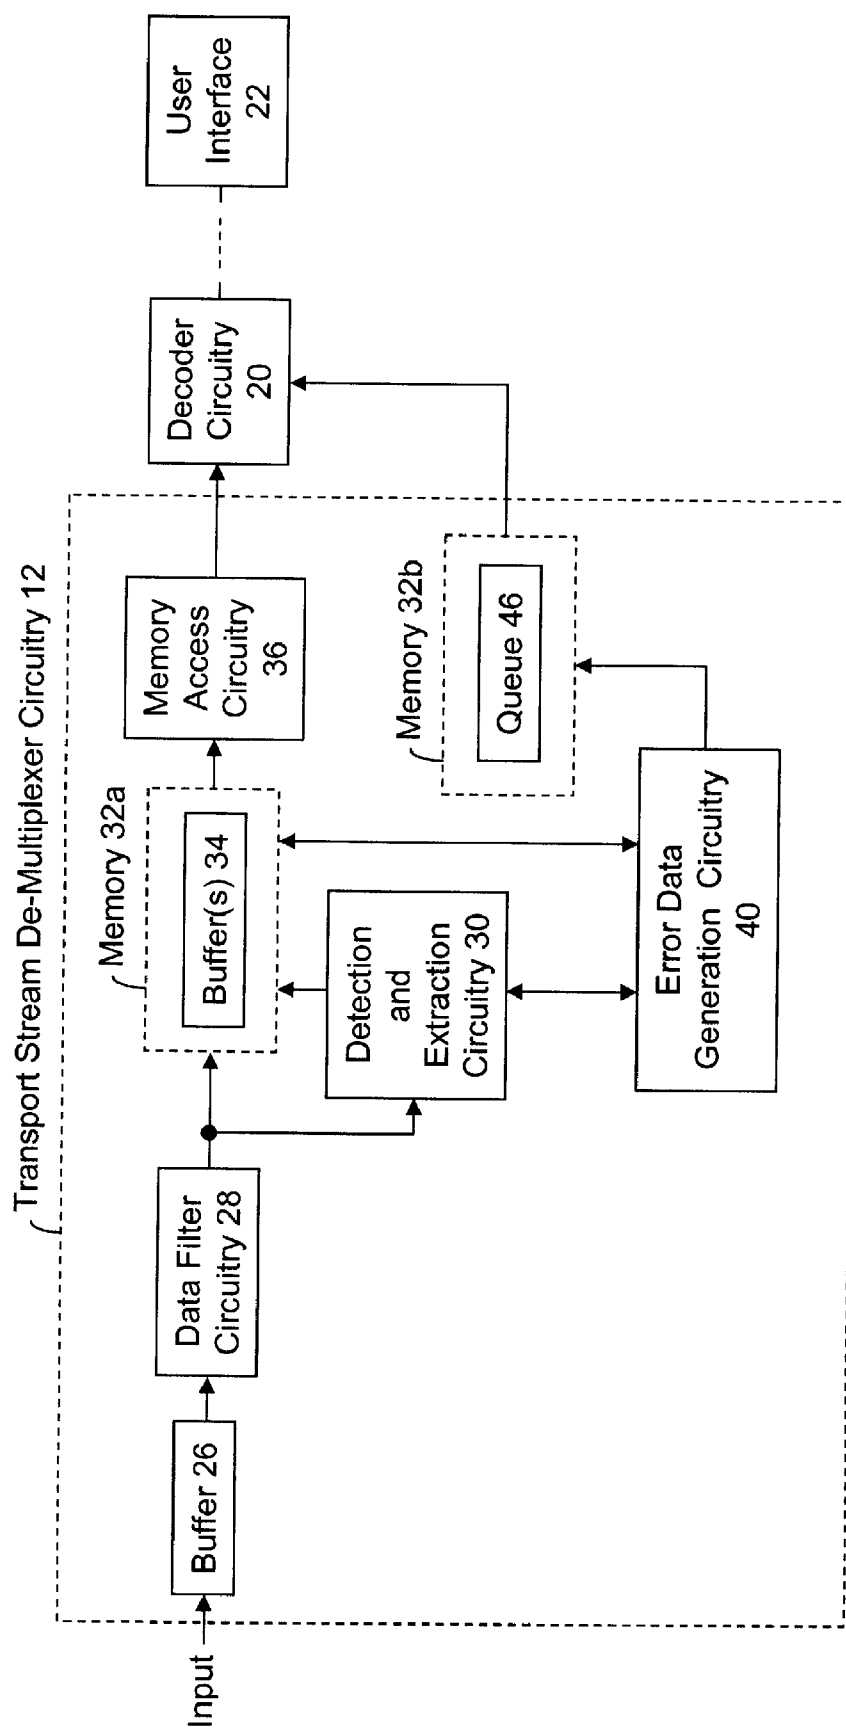 Transport Stream De-Multiplexer Circuitry 12
Input
Buffer 26
Data Filter
Circuitry 28
Memory 32a
Buffer(s) 34
Detection
and
Extraction
Circuitry 30
Memory
Access
Circuitry
36
Memory 32b
Queue 46
Error Data
Generation Circuitry
40
Decoder
Circuitry
20
User
Interface
22